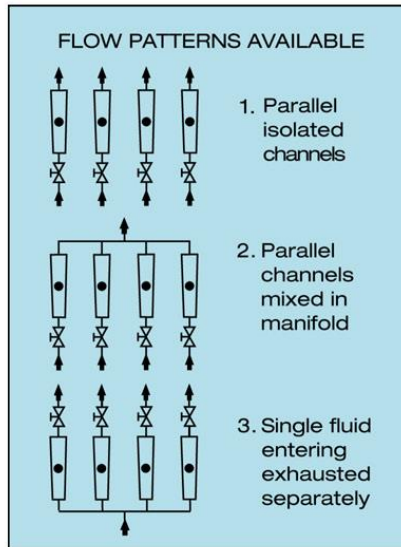 FLOW PATTERNS AVAILABLE
1. Parallel
isolated
channels
2. Parallel
channels
mixed in
manifold
3. Single fluid
entering
exhausted
separately